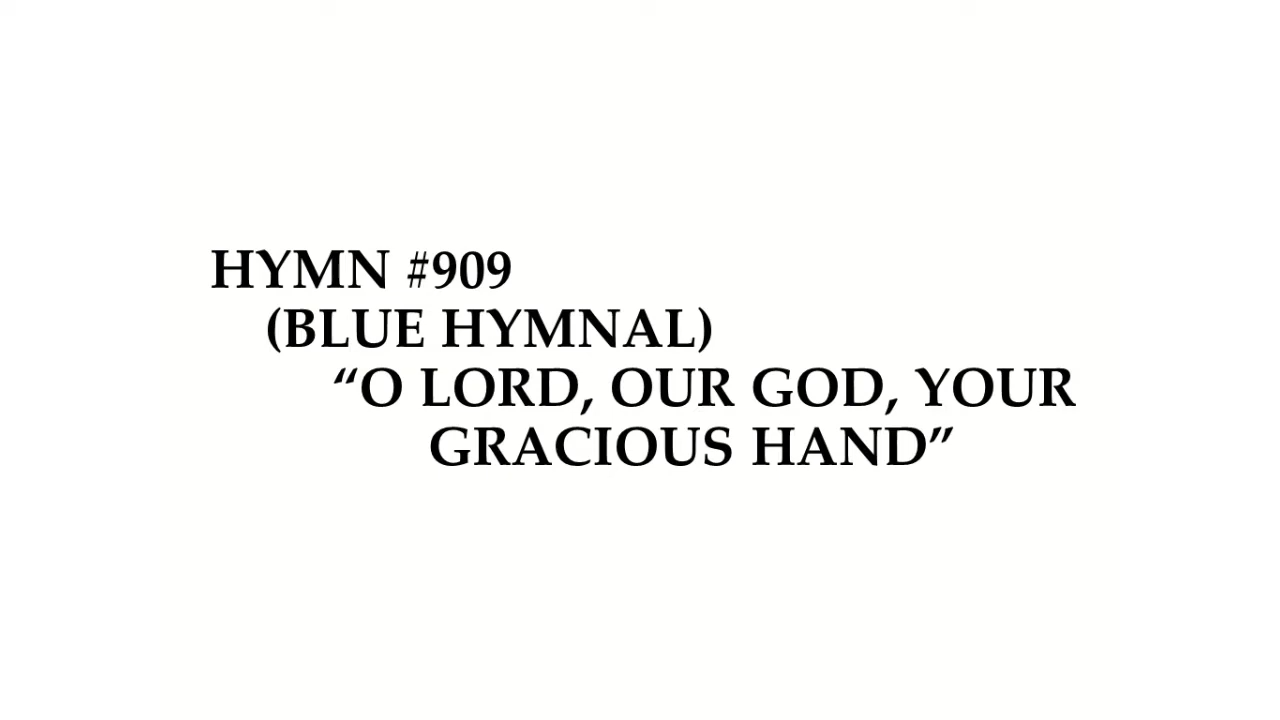 HYMN #909
(BLUE HYMNAL)
“O LORD, OUR GOD, YOUR
GRACIOUS HAND”